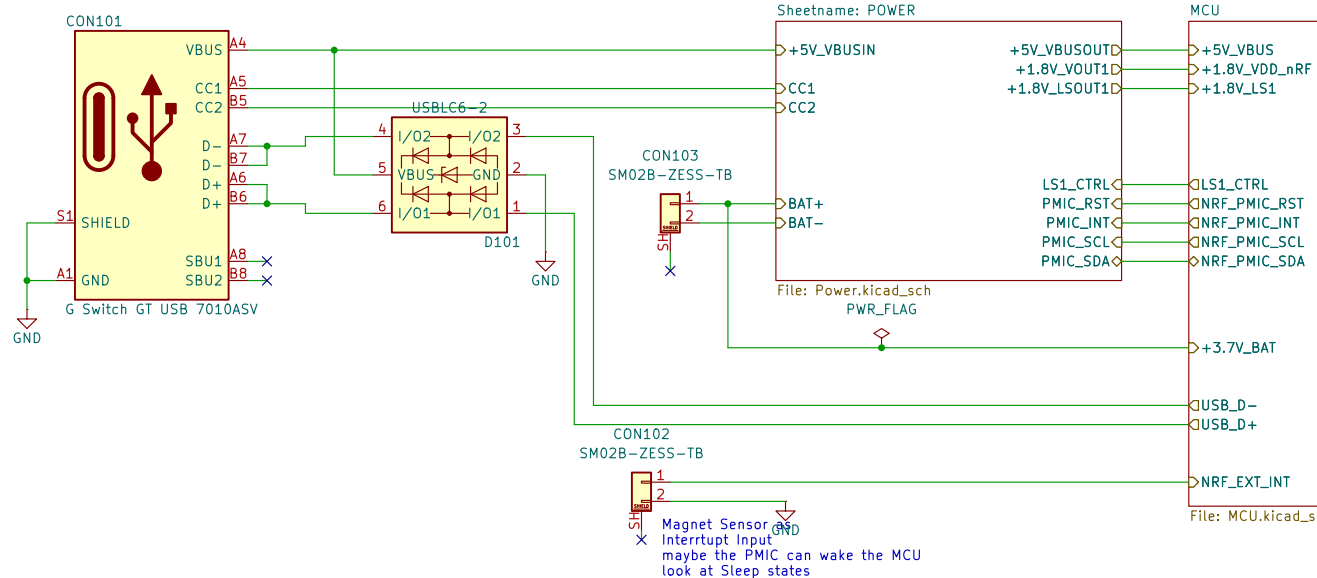 Sheetname: POWER
MCU
CON101
VBUS A4
+5V_VBUSIN
+5V_VBUSOUT
+5V_VBUS
+1.8V_VOUT1
+1.8V_VDD_nRF
CC1 A5
CC1
+1.8V_LSOUT1
+1.8V_LS1
CC2 B5
CC2
USBLC6-2
4 I/O2 I/O2 3
D- A7
D- B7
5 VBUS GND 2
D+ A6
D+ B6
6 I/O1 I/O1 1
D101
GND
S1 SHIELD
SBU1 A8
A1 GND
SBU2 B8
G Switch GT USB 7010ASV
GND
CON103
SM02B-ZESS-TB
1
2
SHIELD
SH
BAT+
BAT-
LS1_CTRL
LS1_CTRL
PMIC_RST
NRF_PMIC_RST
PMIC_INT
NRF_PMIC_INT
PMIC_SCL
NRF_PMIC_SCL
PMIC_SDA
NRF_PMIC_SDA
File: Power.kicad_sch
PWR_FLAG
+3.7V_BAT
USB_D-
USB_D+
CON102
SM02B-ZESS-TB
1
2
SHIELD
SH
NRF_EXT_INT
GND
File: MCU.kicad_s
Magnet Sensor as
Interrtupt Input
maybe the PMIC can wake the MCU
look at Sleep states